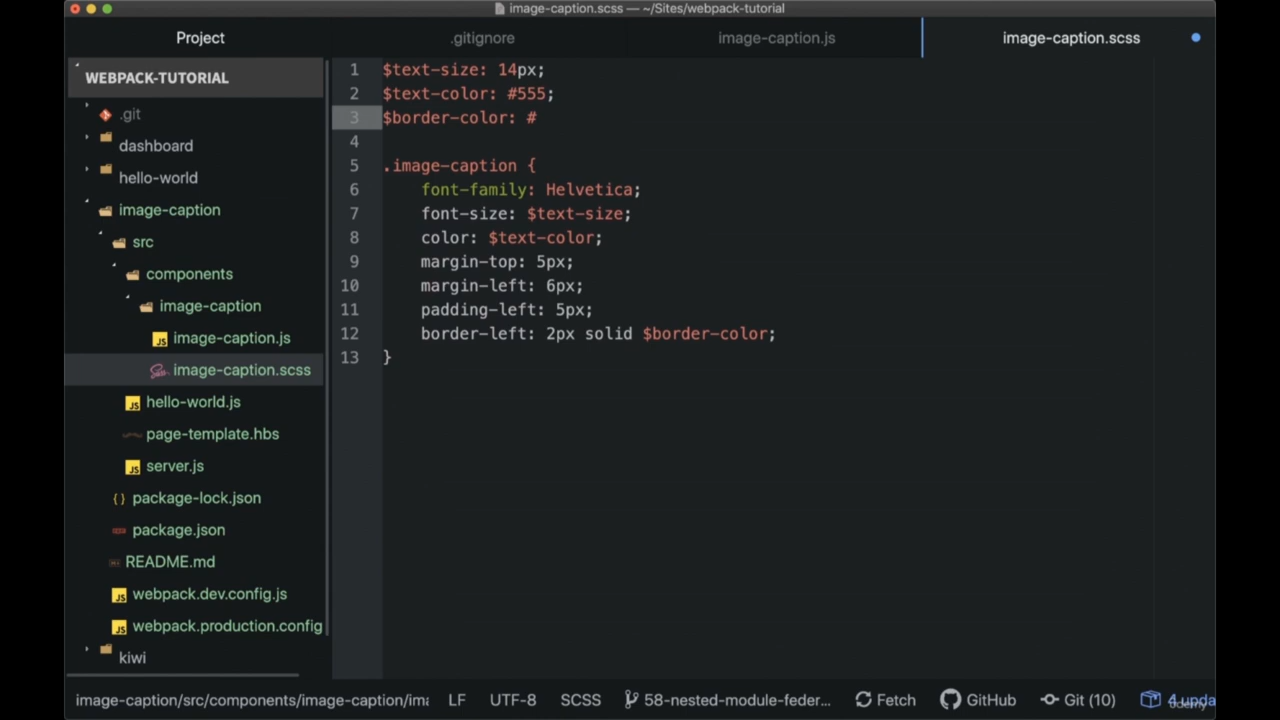 image-caption.scss — ~/Sites/webpack-tutorial
Project
.gitignore
image-caption.js
image-caption.scss
WEBPACK-TUTORIAL
.git
dashboard
hello-world
image-caption
src
components
image-caption
image-caption.js
image-caption.scss
hello-world.js
page-template.hbs
server.js
package-lock.json
package.json
README.md
webpack.dev.config.js
webpack.production.config
kiwi
1 $text-size: 14px;
2 $text-color: #555;
3 $border-color: #
4
5 .image-caption {
6 font-family: Helvetica;
7 font-size: $text-size;
8 color: $text-color;
9 margin-top: 5px;
10 margin-left: 6px;
11 padding-left: 5px;
12 border-left: 2px solid $border-color;
13 }
image-caption/src/components/image-caption/ima
LF
UTF-8
SCSS
58-nested-module-feder...
Fetch
GitHub
Git (10)
4 upda